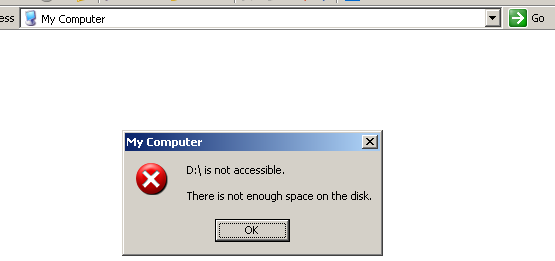 ess
My Computer
Go
My Computer
D:\ is not accessible.
There is not enough space on the disk.
OK